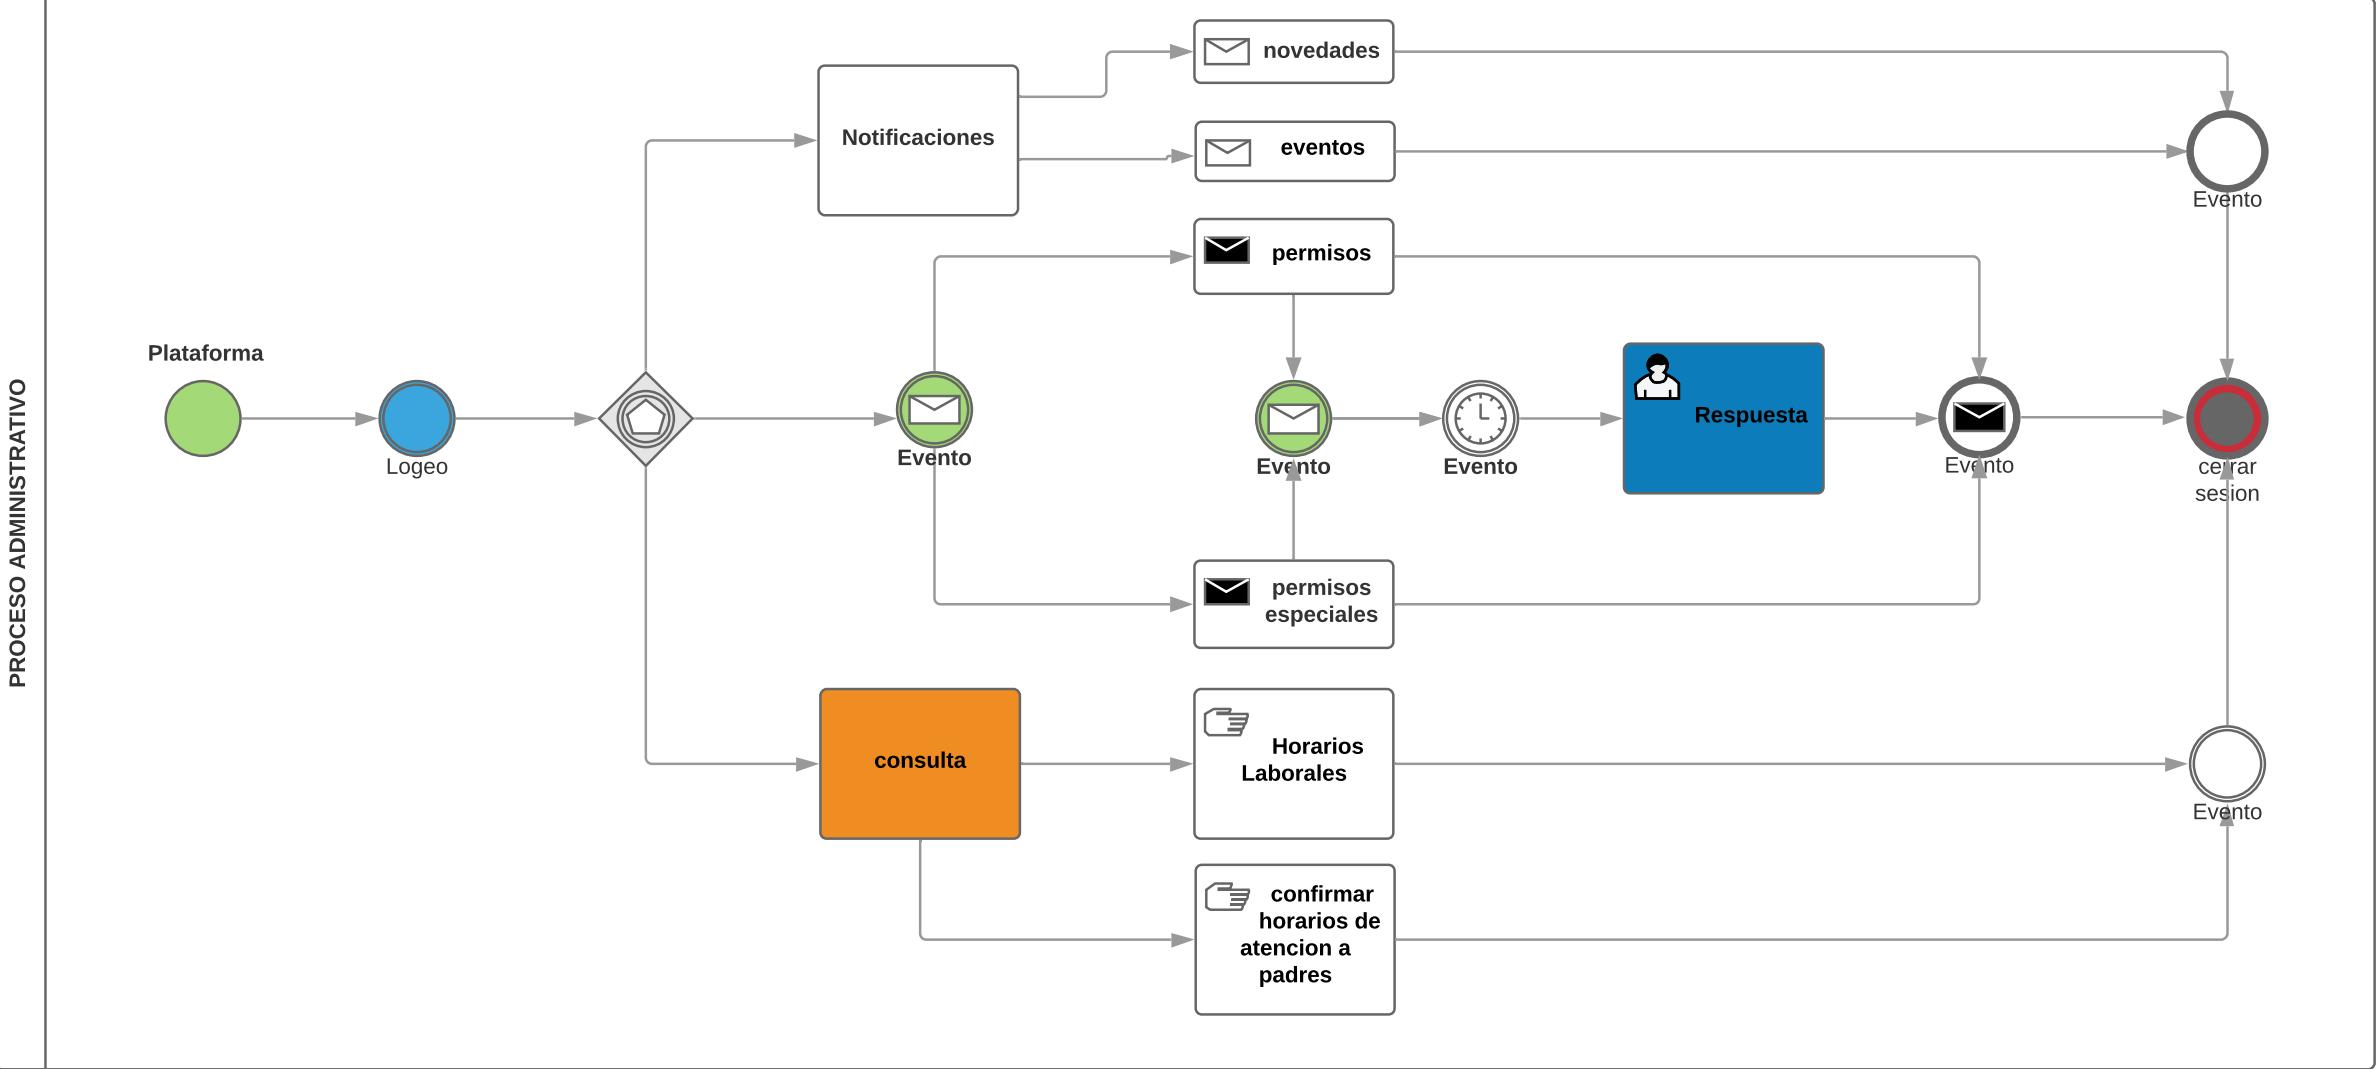 PROCESO ADMINISTRATIVO
Plataforma
Logeo
Notificaciones
novedades
eventos
Evento
permisos
Evento
Evento
Evento
Respuesta
Evento
cerrar
sesion
permisos
especiales
consulta
Horarios
Laborales
Evento
confirmar
horarios de
atencion a
padres